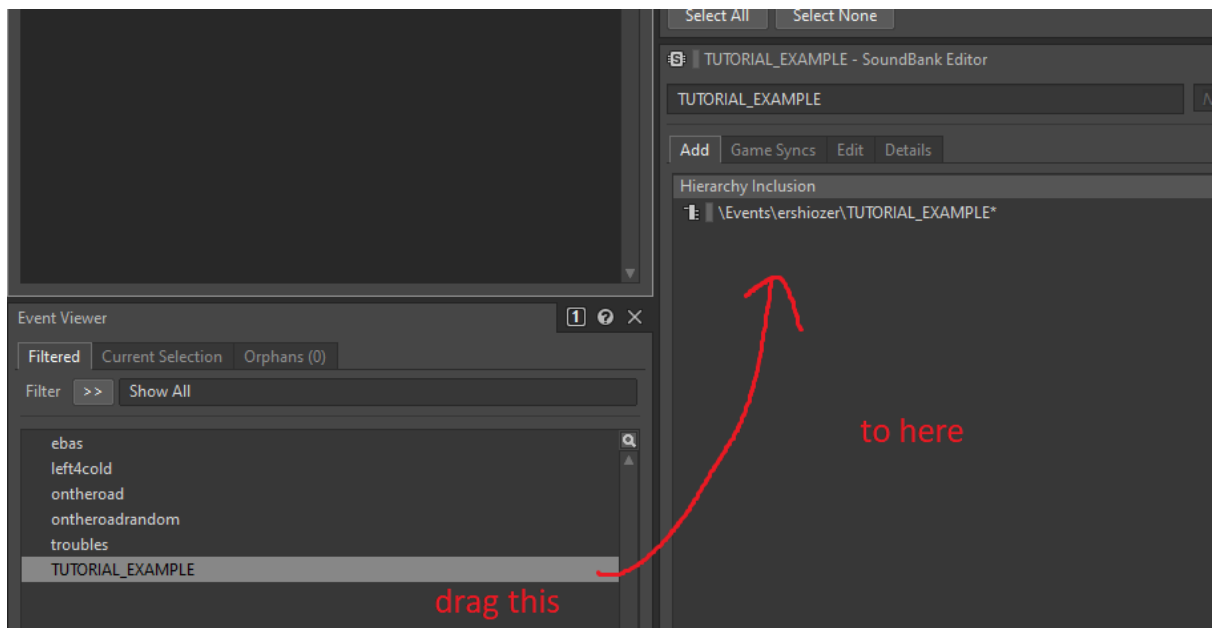 Select All Select None
TUTORIAL_EXAMPLE - SoundBank Editor
TUTORIAL_EXAMPLE
Add Game Syncs Edit Details
Hierarchy Inclusion
\Events\ershiozer\TUTORIAL_EXAMPLE*
Event Viewer 1
Filtered Current Selection Orphans (0)
Filter >> Show All
ebas
left4cold
ontheroad
ontheroadrandom
troubles
TUTORIAL_EXAMPLE
drag this
to here